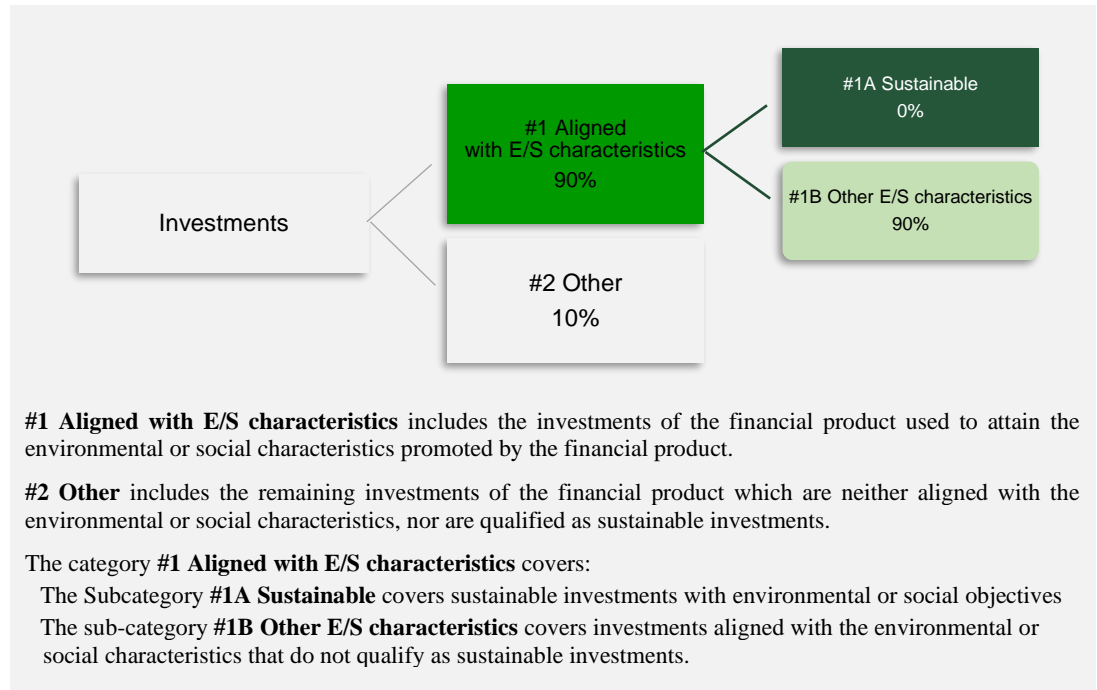 Investments
#1 Aligned
with E/S characteristics
90%
#2 Other
10%
#1A Sustainable
0%
#1B Other E/S characteristics
90%
#1 Aligned with E/S characteristics includes the investments of the financial product used to attain the
environmental or social characteristics promoted by the financial product.
#2 Other includes the remaining investments of the financial product which are neither aligned with the
environmental or social characteristics, nor are qualified as sustainable investments.
The category #1 Aligned with E/S characteristics covers:
The Subcategory #1A Sustainable covers sustainable investments with environmental or social objectives
The sub-category #1B Other E/S characteristics covers investments aligned with the environmental or
social characteristics that do not qualify as sustainable investments.